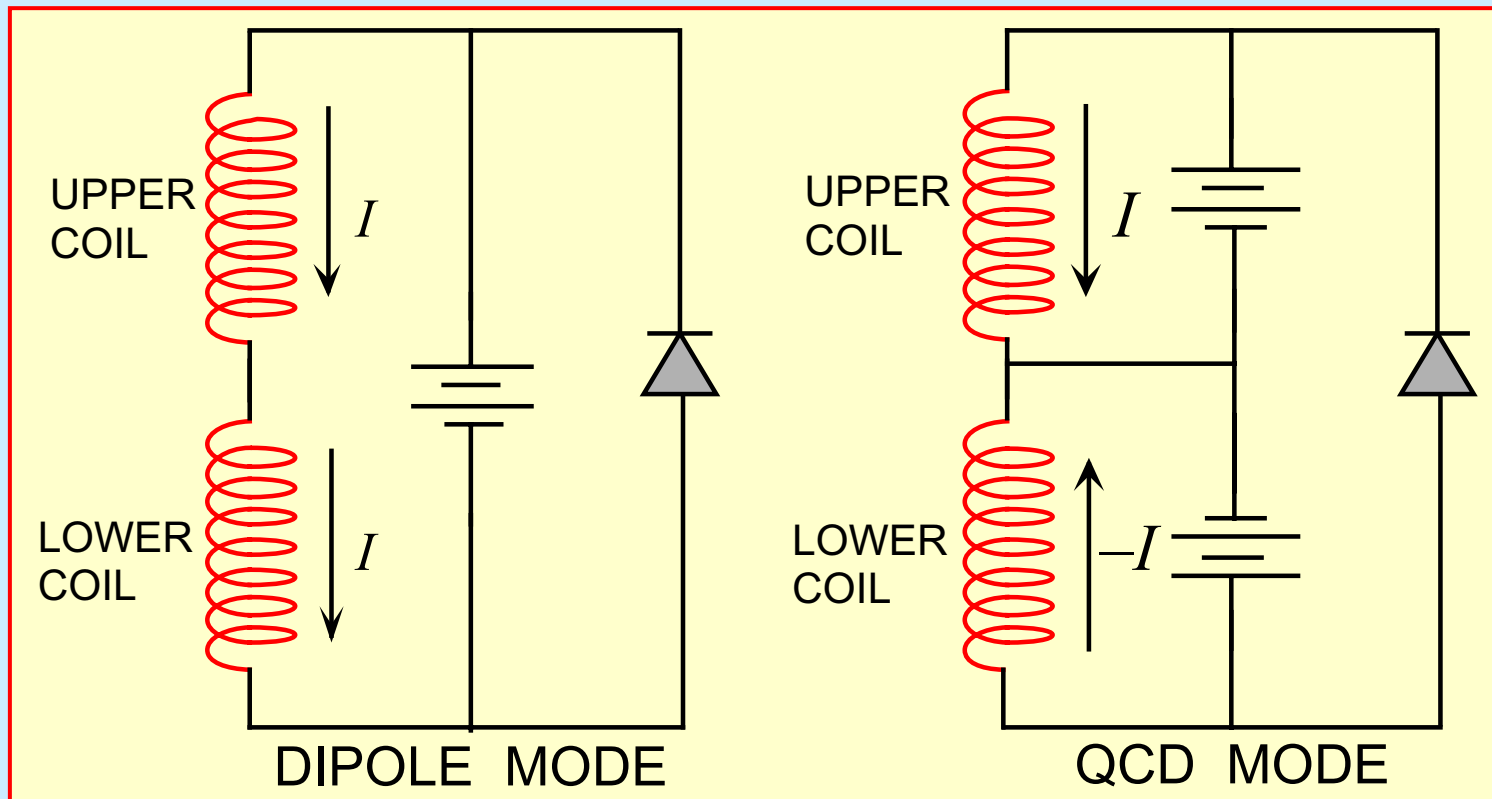 UPPER
COIL
I
LOWER
COIL
I
DIPOLE MODE
UPPER
COIL
I
LOWER
COIL
–I
QCD MODE